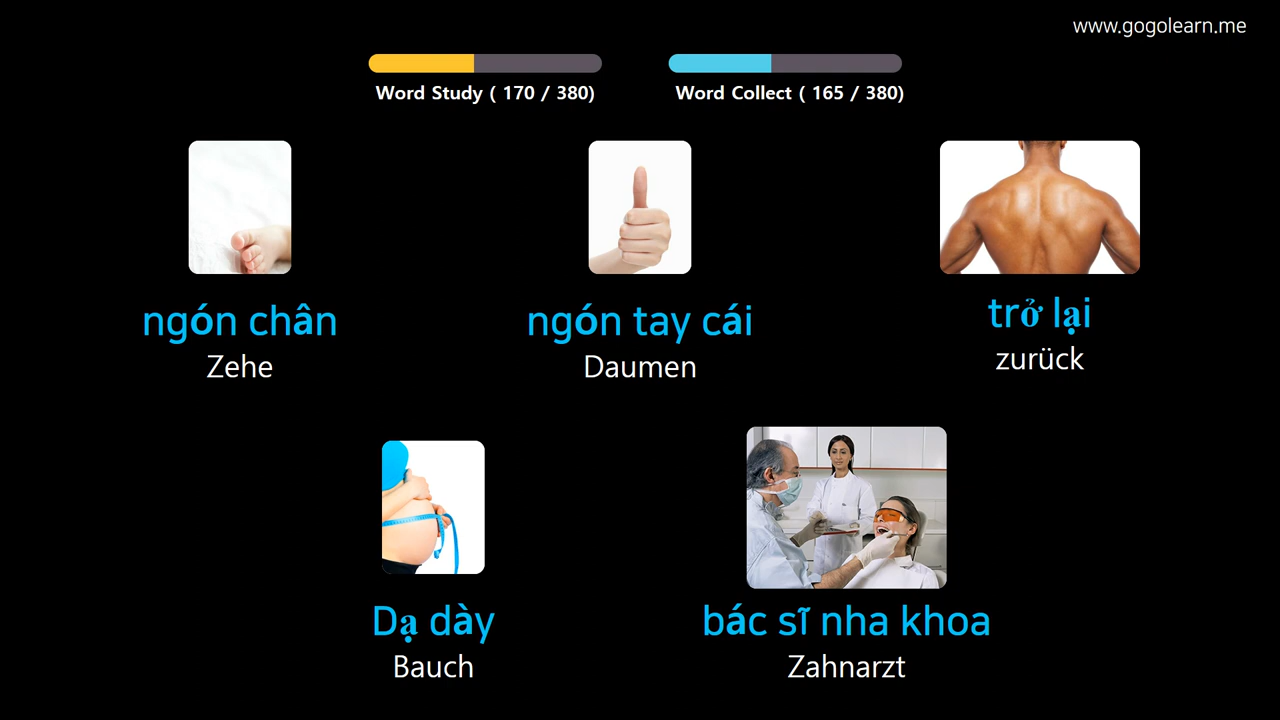 www.gogolearn.me
Word Study ( 170 / 380)
Word Collect ( 165 / 380)
ngón chân
Zehe
ngón tay cái
Daumen
trở lại
zurück
Dạ dày
Bauch
bác sĩ nha khoa
Zahnarzt